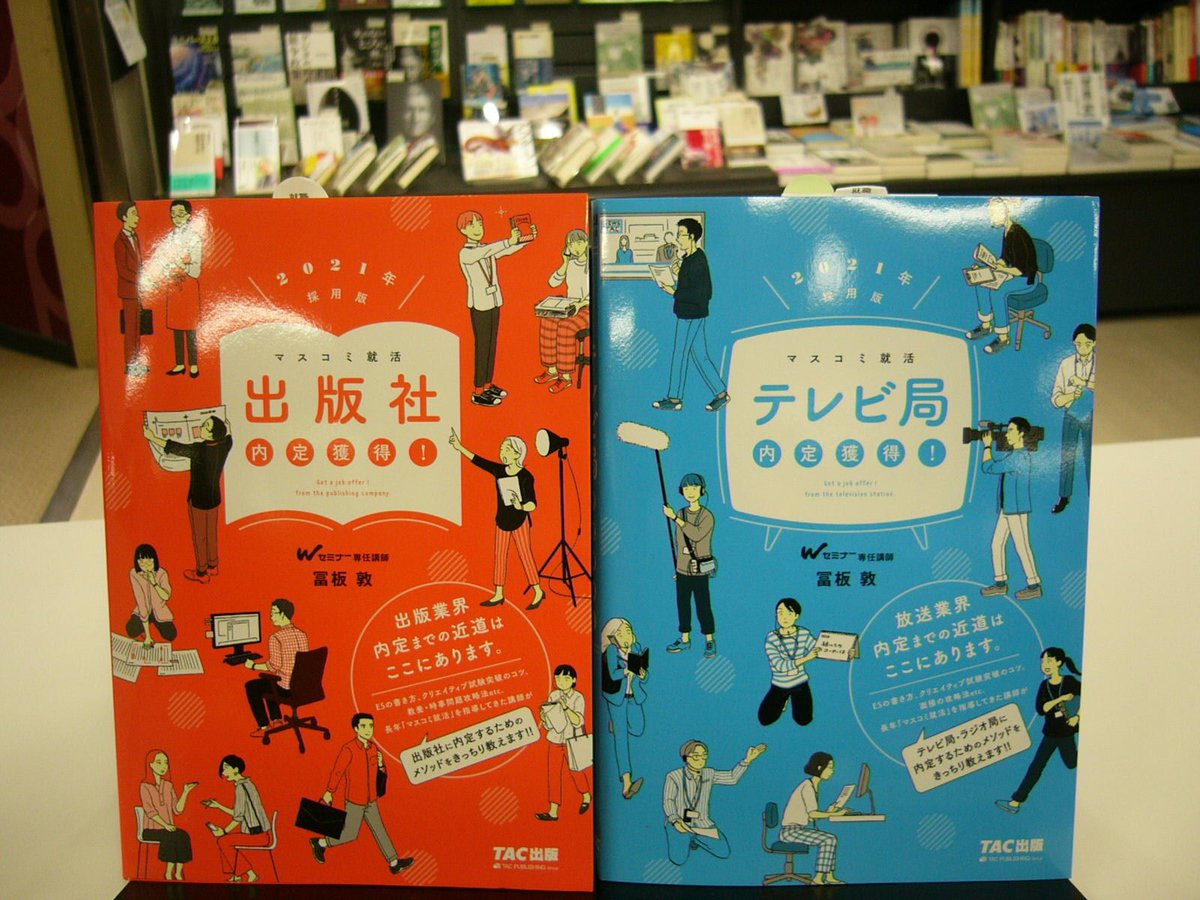 就職
2021年
採用版
マスコミ就活
出版社
内定獲得!
Get a job offer!
from the publishing company.
Wセミナー専任講師
冨板 敦
出版業界
内定までの近道は
ここにあります。
ESの書き方、クリエイティブ試験突破のコツ、
教養・時事問題攻略法etc.
長年「マスコミ就活」を指導してきた講師が
出版社に内定するための
メソッドをきっちり教えます!!
TAC出版
TAC PUBLISHING Group
就職
2021年
採用版
マスコミ就活
テレビ局
内定獲得!
Get a job offer!
from the television station.
Wセミナー専任講師
冨板 敦
放送業界
内定までの近道は
ここにあります。
ESの書き方、クリエイティブ試験突破のコツ、
面接の攻略法etc.
長年「マスコミ就活」を指導してきた講師が
テレビ局・ラジオ局に
内定するためのメソッドを
きっちり教えます!!
TAC出版
TAC PUBLISHING Group